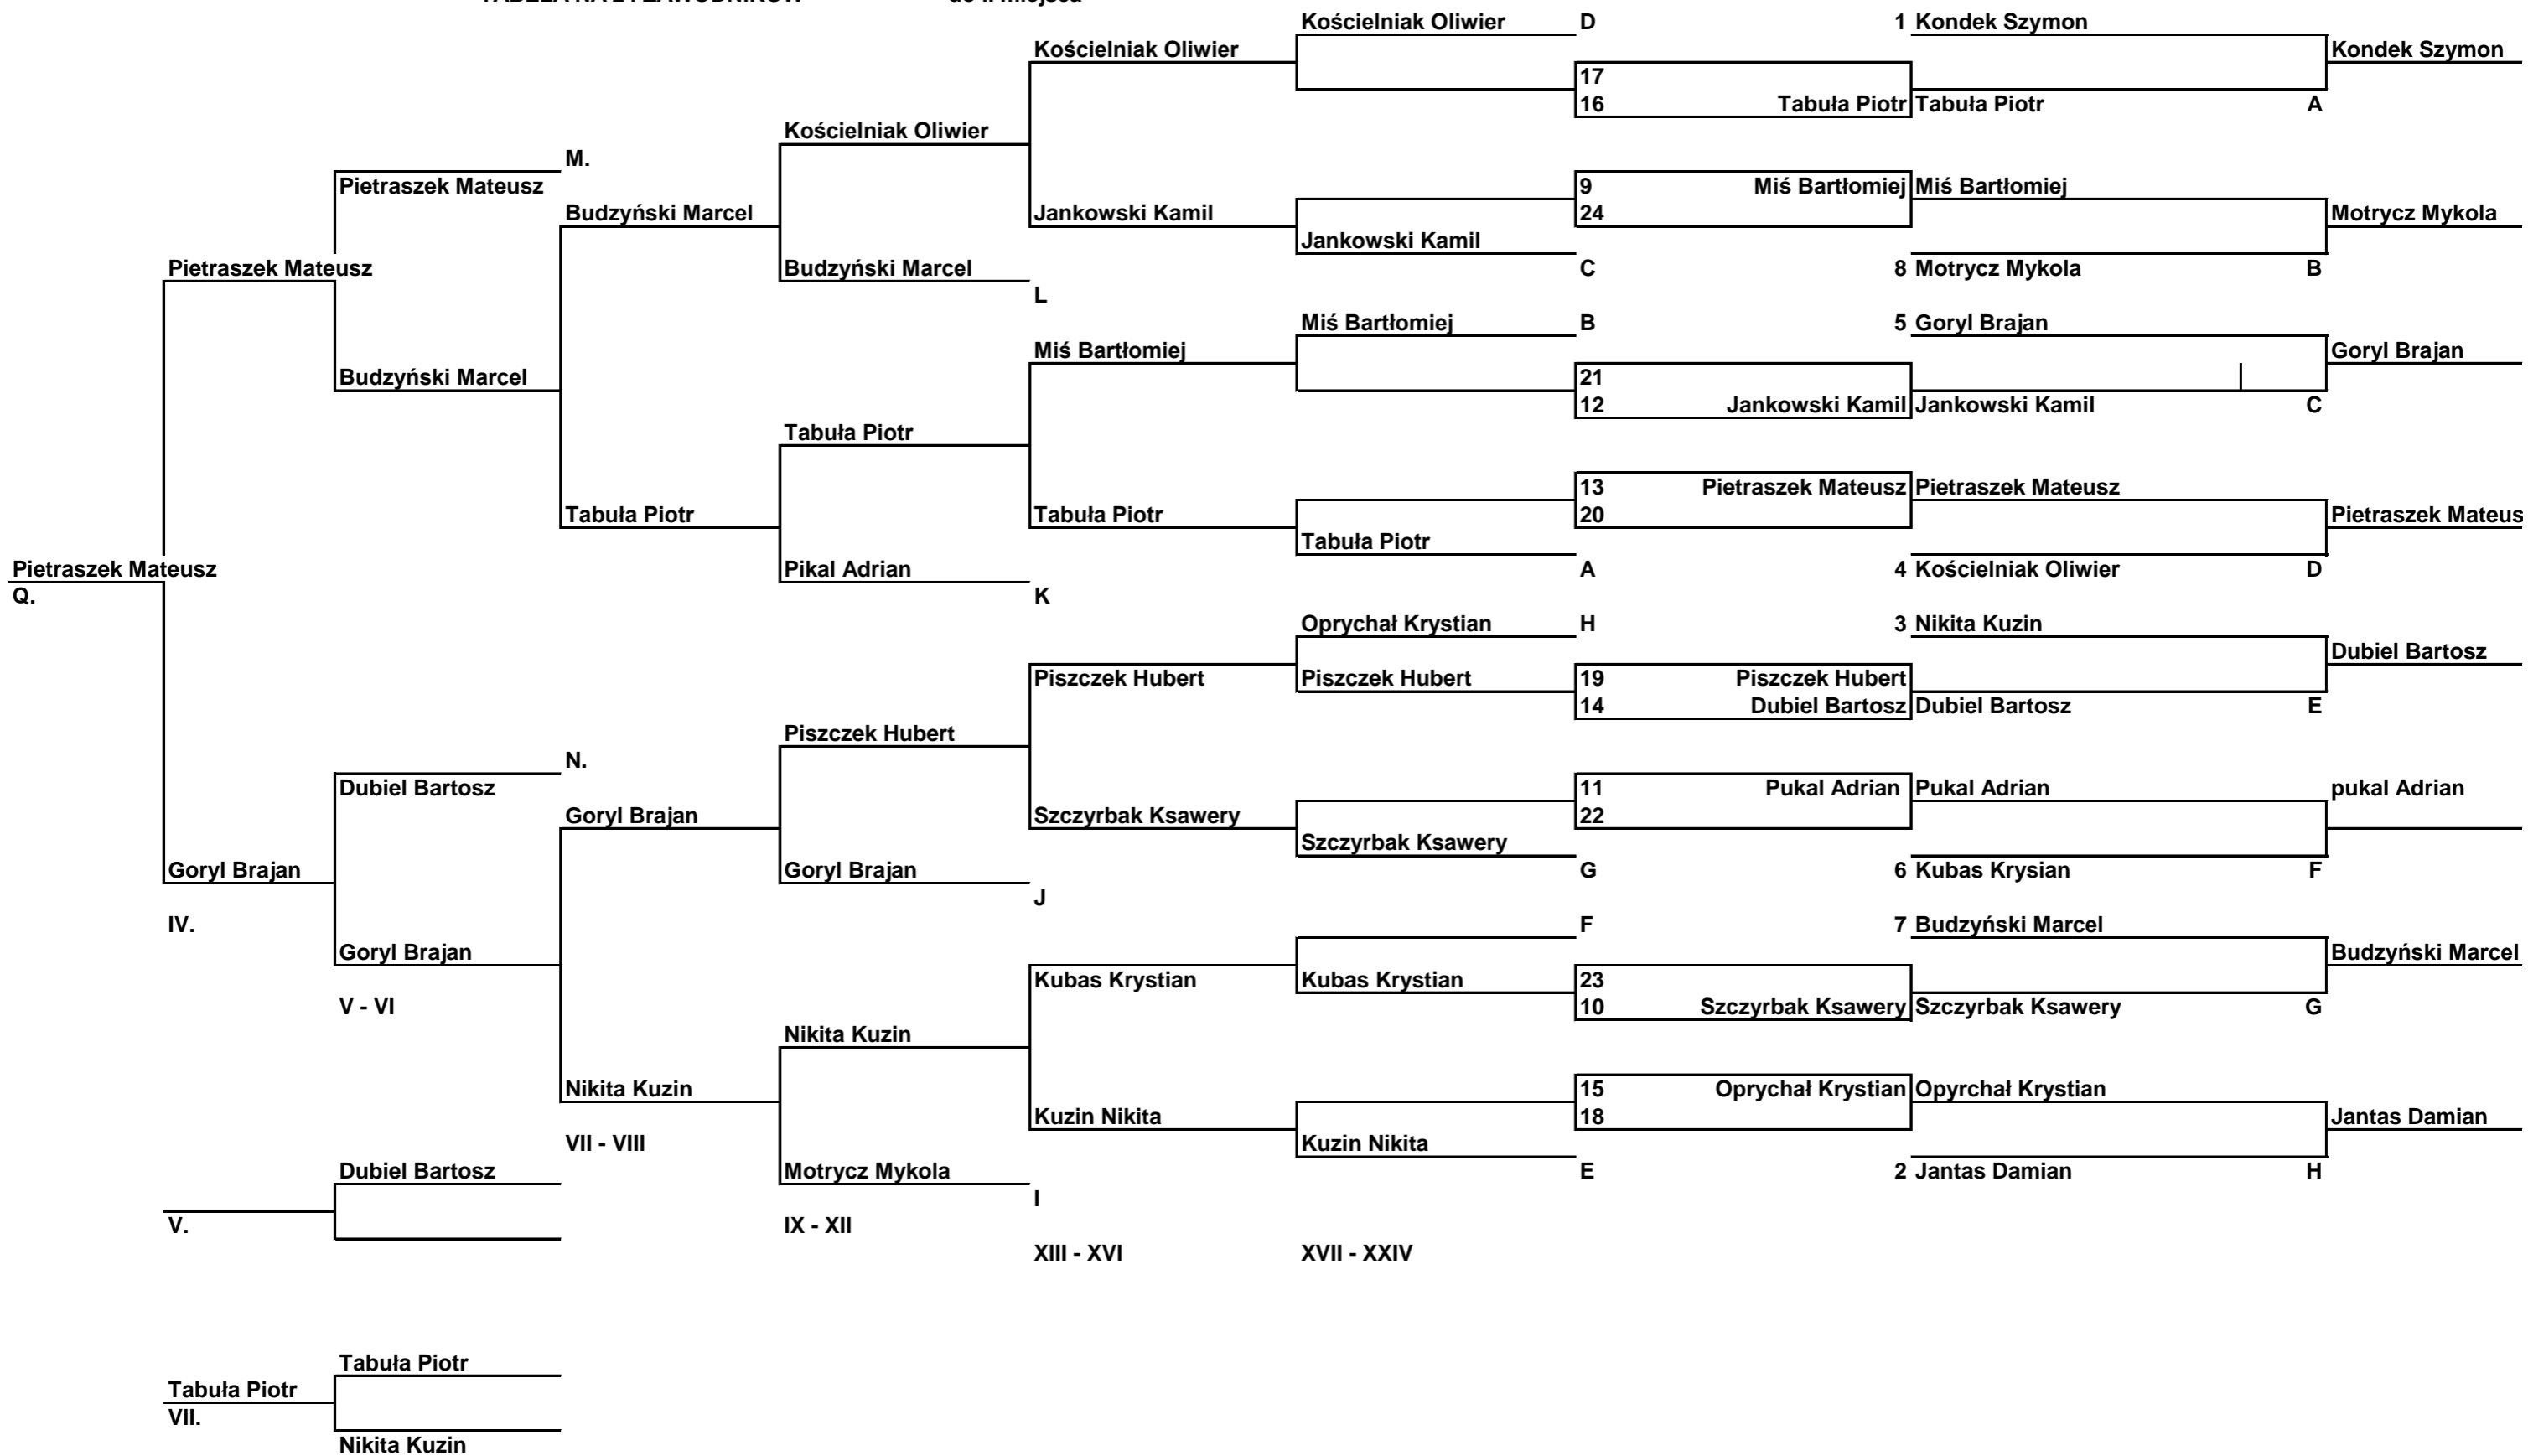 Kościelniak Oliwier D 1 Kondek Szymon
Kościelniak Oliwier Kondek Szymon
17
16 Tabuła Piotr Tabuła Piotr A
Kościelniak Oliwier
M.
Pietraszek Mateusz 9 Miś Bartłomiej Miś Bartłomiej
Budzyński Marcel Jankowski Kamil 24 Motrycz Mykola
Jankowski Kamil
Pietraszek Mateusz Budzyński Marcel C 8 Motrycz Mykola B
L
Miś Bartłomiej B 5 Goryl Brajan
Miś Bartłomiej Goryl Brajan
Budzyński Marcel 21
12 Jankowski Kamil Jankowski Kamil C
Tabuła Piotr
13 Pietraszek Mateusz Pietraszek Mateusz
Tabuła Piotr Tabuła Piotr 20 Pietraszek Mateus
Tabuła Piotr
Pietraszek Mateusz Pikal Adrian A 4 Kościelniak Oliwier D
Q. K
Oprychał Krystian H 3 Nikita Kuzin
Dubiel Bartosz
Piszczek Hubert Piszczek Hubert 19 Piszczek Hubert
14 Dubiel Bartosz Dubiel Bartosz E
Piszczek Hubert
N.
Dubiel Bartosz 11 Pukal Adrian Pukal Adrian pukal Adrian
Goryl Brajan Szczyrbak Ksawery 22
Szczyrbak Ksawery
Goryl Brajan Goryl Brajan G 6 Kubas Krysian F
J
IV. F 7 Budzyński Marcel
Goryl Brajan Budzyński Marcel
Kubas Krystian Kubas Krystian 23
V - VI 10 Szczyrbak Ksawery Szczyrbak Ksawery G
Nikita Kuzin
Nikita Kuzin 15 Oprychał Krystian Opyrchał Krystian
Kuzin Nikita 18 Jantas Damian
VII - VIII Kuzin Nikita
Dubiel Bartosz Motrycz Mykola E 2 Jantas Damian H
I
V. IX - XII
XIII - XVI XVII - XXIV
Tabuła Piotr
Tabuła Piotr
VII.
Nikita Kuzin